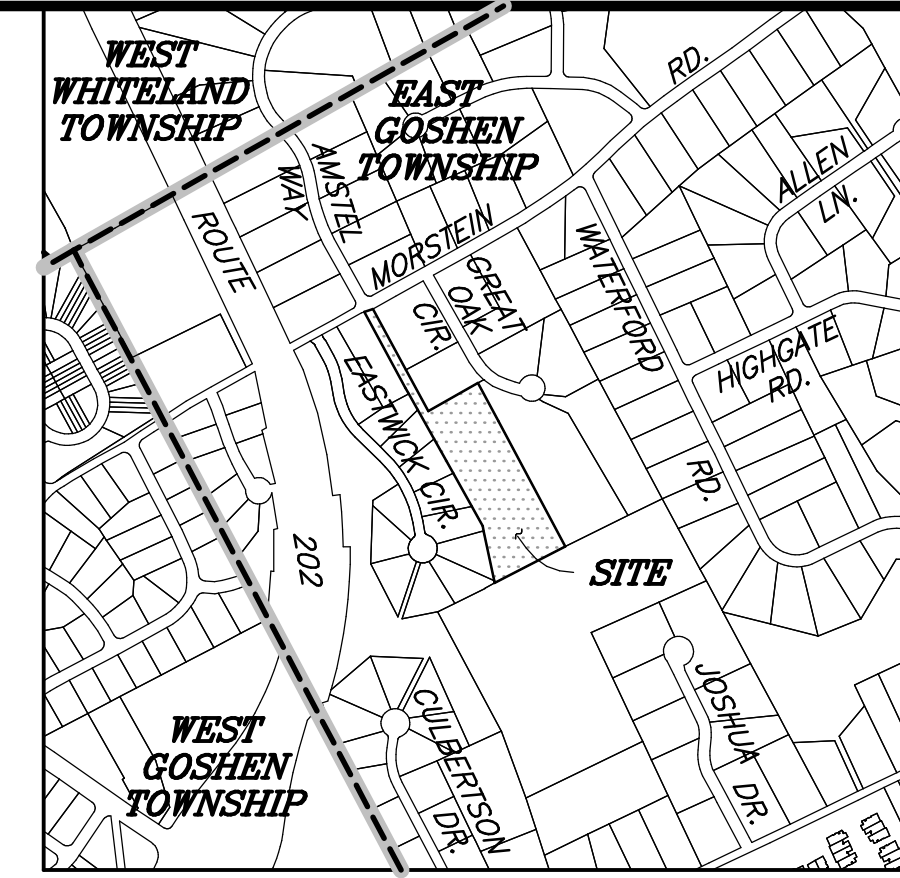 WEST
WHITELAND
TOWNSHIP
EAST
GOSHEN
TOWNSHIP
RD.
ALLEN
LN.
AMSTEL
WAY
ROUTE
MORSTEIN
GREAT
OAK
CIR.
WATERFORD
HIGHGATE
RD.
EASTWICK CIR.
RD.
202
SITE
WEST
GOSHEN
TOWNSHIP
CULBERTSON
DR.
JOSHUA
DR.